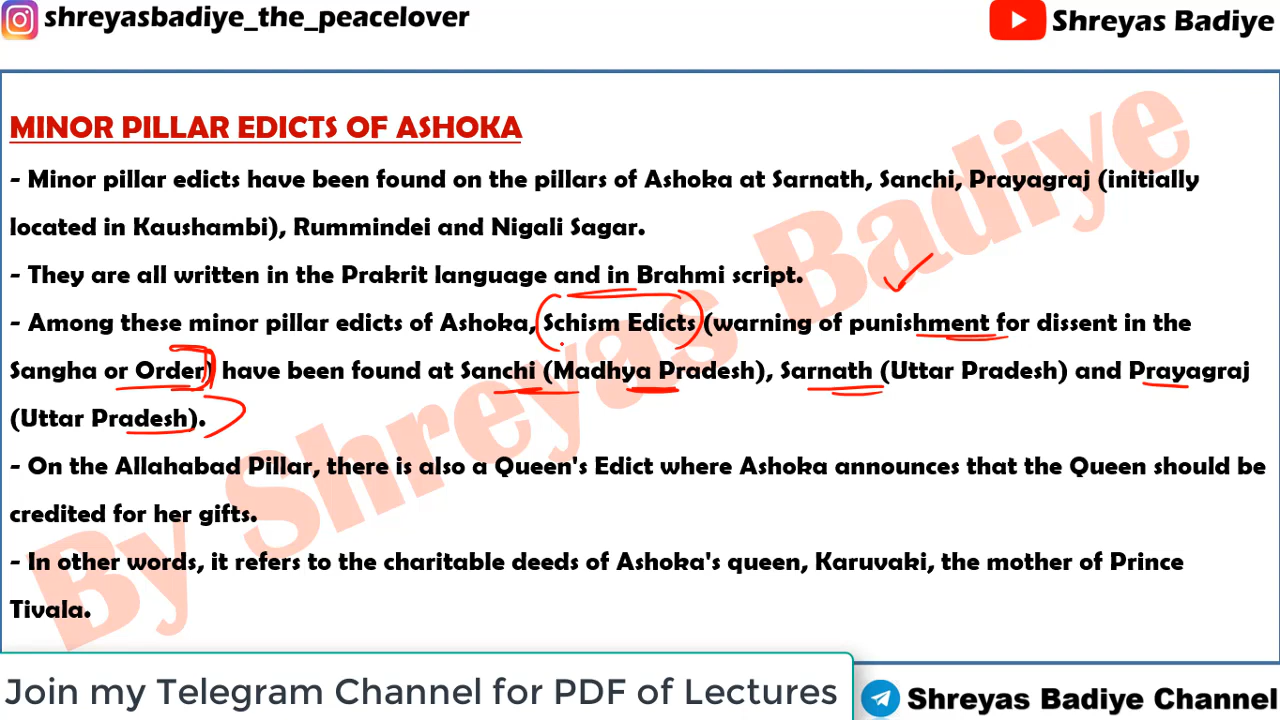 shreyasbadiye_the_peacelover
Shreyas Badiye
MINOR PILLAR EDICTS OF ASHOKA
- Minor pillar edicts have been found on the pillars of Ashoka at Sarnath, Sanchi, Prayagraj (initially
located in Kaushambi), Rummindei and Nigali Sagar.
- They are all written in the Prakrit language and in Brahmi script.
- Among these minor pillar edicts of Ashoka, Schism Edicts (warning of punishment for dissent in the
Sangha or Order) have been found at Sanchi (Madhya Pradesh), Sarnath (Uttar Pradesh) and Prayagraj
(Uttar Pradesh).
- On the Allahabad Pillar, there is also a Queen's Edict where Ashoka announces that the Queen should be
credited for her gifts.
- In other words, it refers to the charitable deeds of Ashoka's queen, Karuvaki, the mother of Prince
Tivala.
By Shreyas Badiye
Join my Telegram Channel for PDF of Lectures
Shreyas Badiye Channel